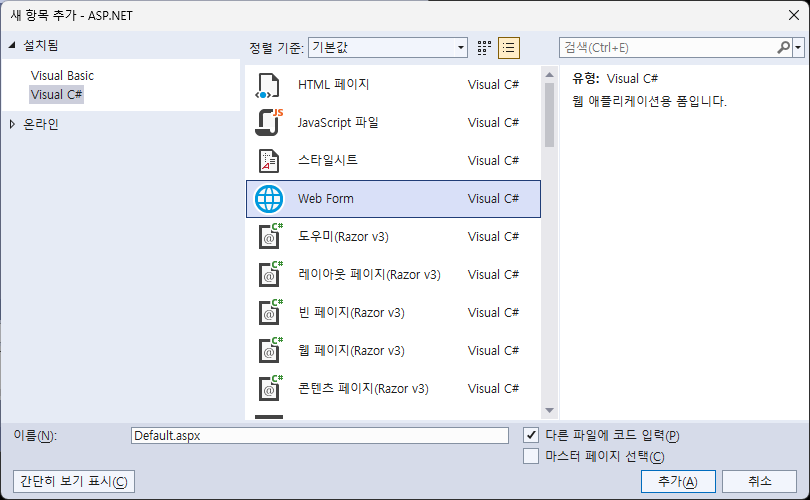 새 항목 추가 - ASP.NET
설치됨
Visual Basic
Visual C#
온라인
정렬 기준: 기본값
검색(Ctrl+E)
HTML 페이지 Visual C#
JavaScript 파일 Visual C#
스타일시트 Visual C#
Web Form Visual C#
도우미(Razor v3) Visual C#
레이아웃 페이지(Razor v3) Visual C#
빈 페이지(Razor v3) Visual C#
웹 페이지(Razor v3) Visual C#
콘텐츠 페이지(Razor v3) Visual C#
유형: Visual C#
웹 애플리케이션용 폼입니다.
이름(N): Default.aspx
다른 파일에 코드 입력(P)
마스터 페이지 선택(C)
간단히 보기 표시(C)
추가(A)
취소